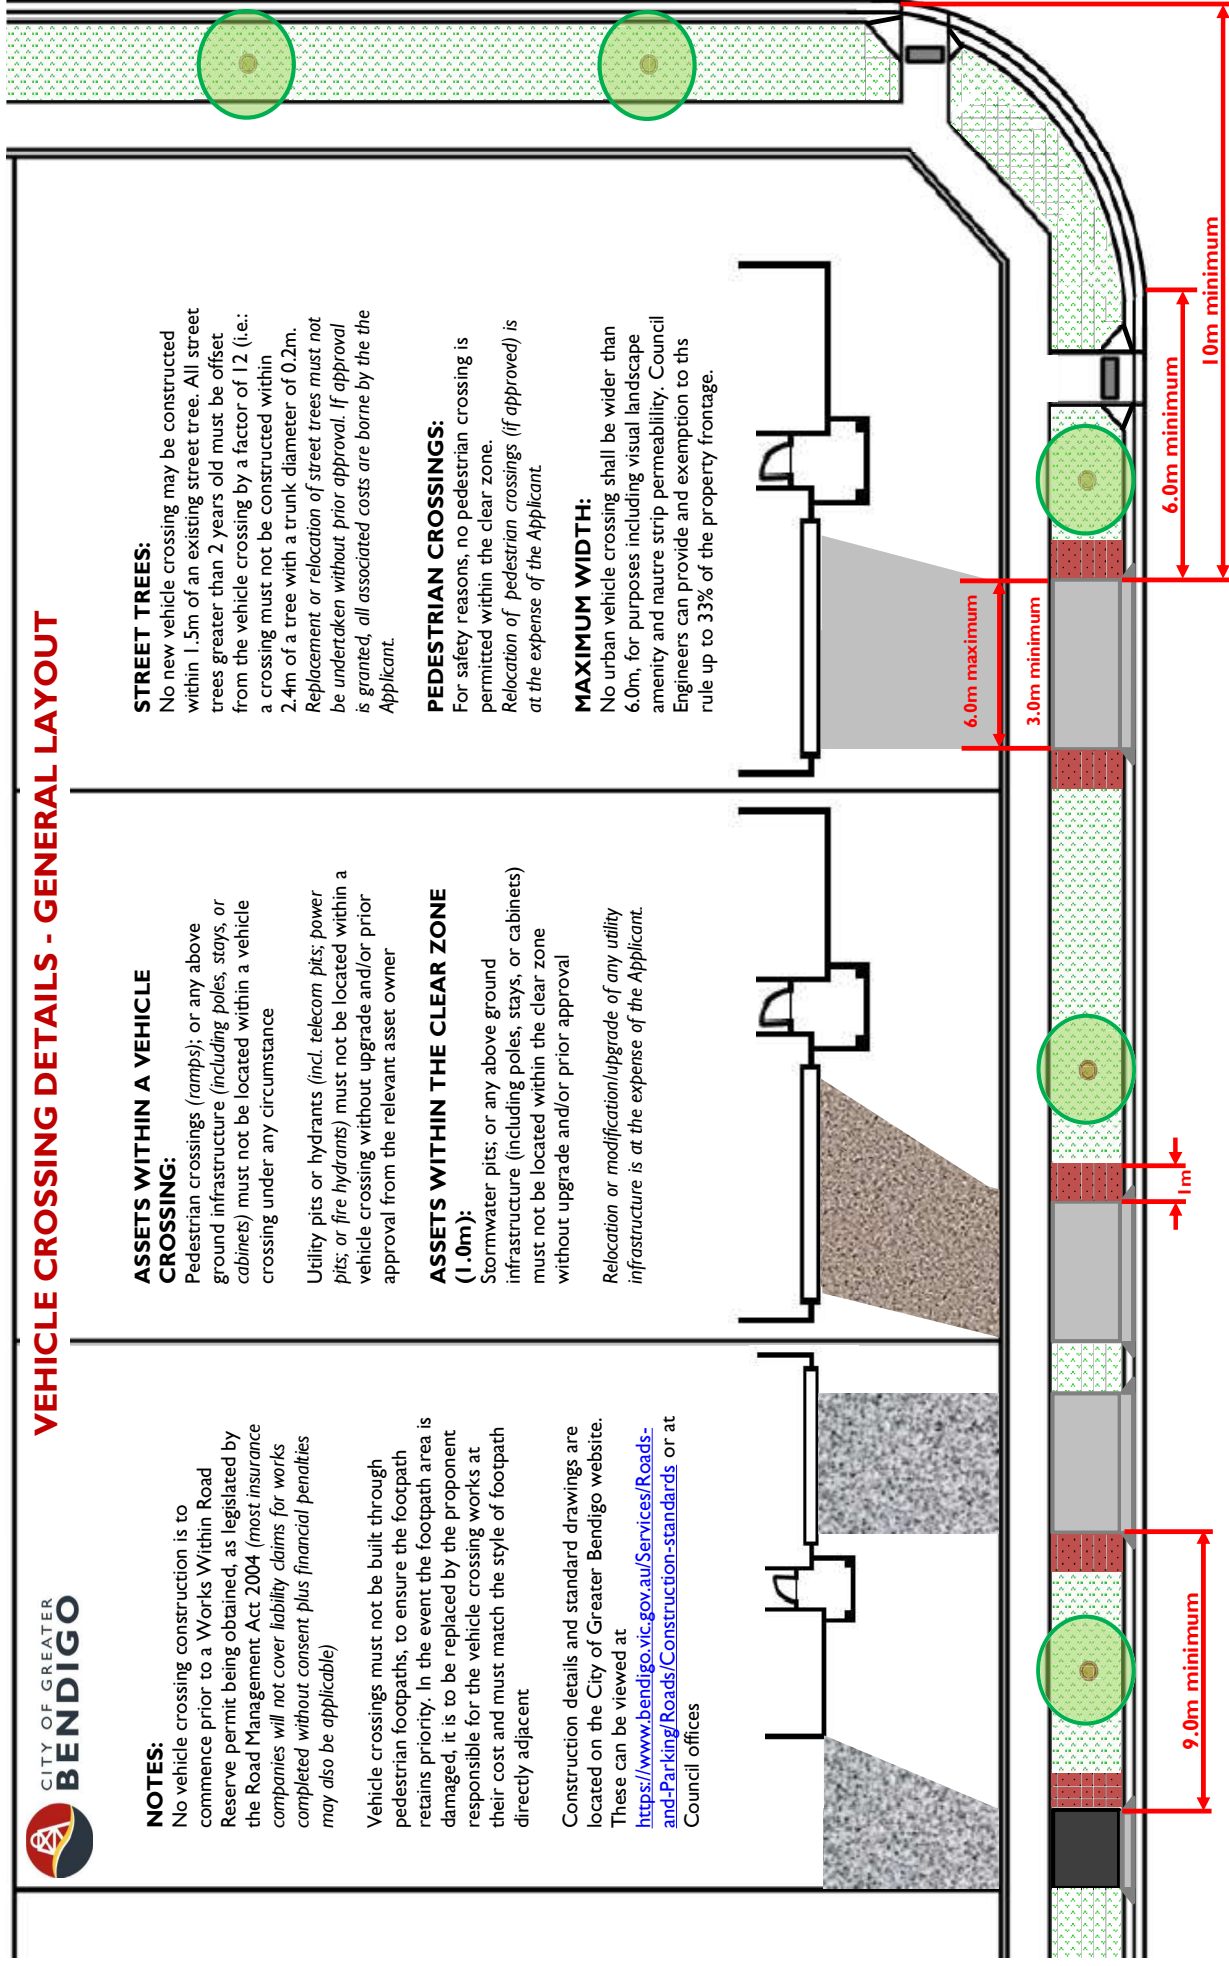 CITY OF GREATER
BENDIGO
VEHICLE CROSSING DETAILS - GENERAL LAYOUT
NOTES:
No vehicle crossing construction is to
commence prior to a Works Within Road
Reserve permit being obtained, as legislated by
the Road Management Act 2004 (most insurance
companies will not cover liability claims for works
completed without consent plus financial penalties
may also be applicable)
Vehicle crossings must not be built through
pedestrian footpaths, to ensure the footpath
retains priority. In the event the footpath area is
damaged, it is to be replaced by the proponent
responsible for the vehicle crossing works at
their cost and must match the style of footpath
directly adjacent
Construction details and standard drawings are
located on the City of Greater Bendigo website.
These can be viewed at
https://www.bendigo.vic.gov.au/Services/Roads-
and-Parking/Roads/Construction-standards or at
Council offices
ASSETS WITHIN A VEHICLE
CROSSING:
Pedestrian crossings (ramps); or any above
ground infrastructure (including poles, stays, or
cabinets) must not be located within a vehicle
crossing under any circumstance
Utility pits or hydrants (incl. telecom pits; power
pits; or fire hydrants) must not be located within a
vehicle crossing without upgrade and/or prior
approval from the relevant asset owner
ASSETS WITHIN THE CLEAR ZONE
(1.0m):
Stormwater pits; or any above ground
infrastructure (including poles, stays, or cabinets)
must not be located within the clear zone
without upgrade and/or prior approval
Relocation or modification/upgrade of any utility
infrastructure is at the expense of the Applicant.
STREET TREES:
No new vehicle crossing may be constructed
within 1.5m of an existing street tree. All street
trees greater than 2 years old must be offset
from the vehicle crossing by a factor of 12 (i.e.:
a crossing must not be constructed within
2.4m of a tree with a trunk diameter of 0.2m.
Replacement or relocation of street trees must not
be undertaken without prior approval. If approval
is granted, all associated costs are borne by the the
Applicant.
PEDESTRIAN CROSSINGS:
For safety reasons, no pedestrian crossing is
permitted within the clear zone.
Relocation of pedestrian crossings (if approved) is
at the expense of the Applicant.
MAXIMUM WIDTH:
No urban vehicle crossing shall be wider than
6.0m, for purposes including visual landscape
amenity and nautre strip permeability. Council
Engineers can provide and exemption to ths
rule up to 33% of the property frontage.
6.0m maximum
3.0m minimum
9.0m minimum
1m
6.0m minimum
10m minimum